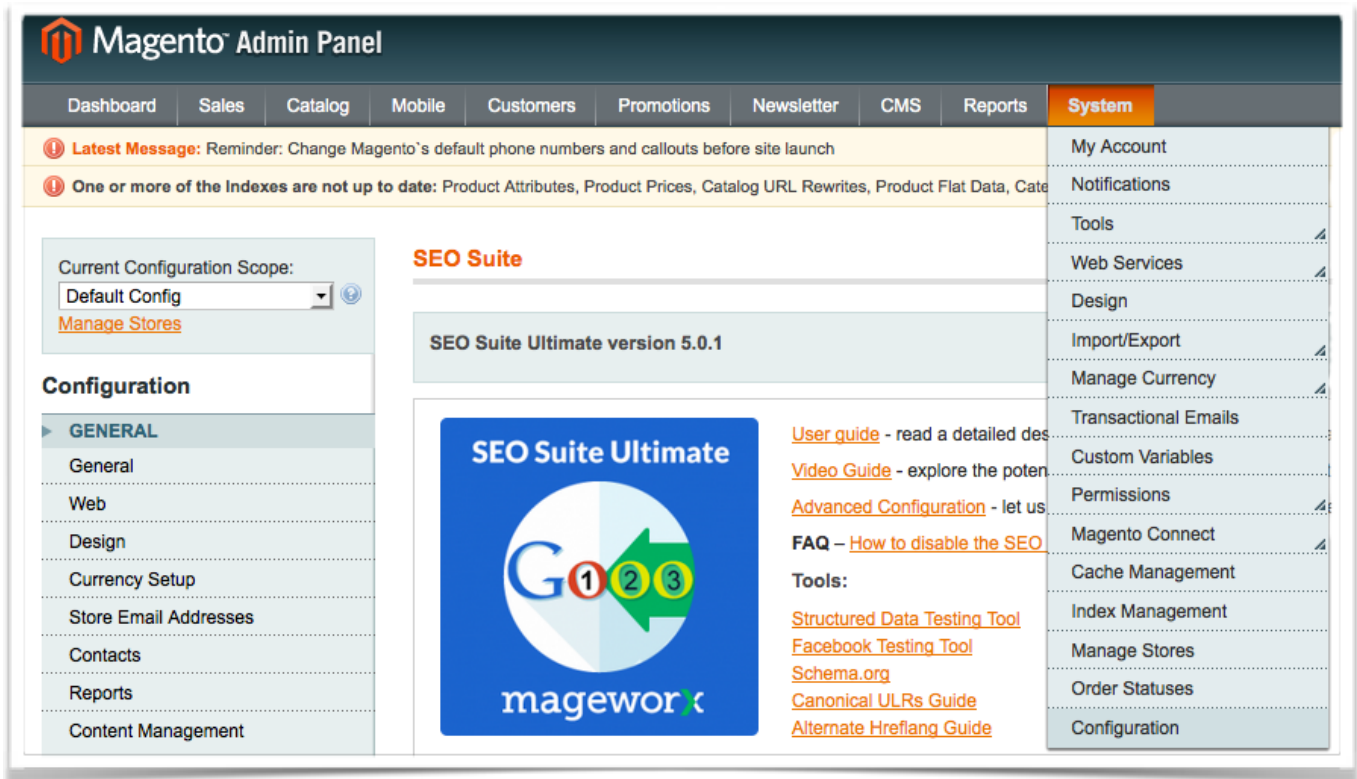 Magento™ Admin Panel
Dashboard Sales Catalog Mobile Customers Promotions Newsletter CMS Reports System
Latest Message: Reminder: Change Magento`s default phone numbers and callouts before site launch
One or more of the Indexes are not up to date: Product Attributes, Product Prices, Catalog URL Rewrites, Product Flat Data, Cate
Current Configuration Scope:
Default Config
Manage Stores
Configuration
GENERAL
General
Web
Design
Currency Setup
Store Email Addresses
Contacts
Reports
Content Management
SEO Suite
SEO Suite Ultimate version 5.0.1
SEO Suite Ultimate
Go123
mageworx
User guide - read a detailed des
Video Guide - explore the poten
Advanced Configuration - let us
FAQ – How to disable the SEO
Tools:
Structured Data Testing Tool
Facebook Testing Tool
Schema.org
Canonical ULRs Guide
Alternate Hreflang Guide
My Account
Notifications
Tools
Web Services
Design
Import/Export
Manage Currency
Transactional Emails
Custom Variables
Permissions
Magento Connect
Cache Management
Index Management
Manage Stores
Order Statuses
Configuration